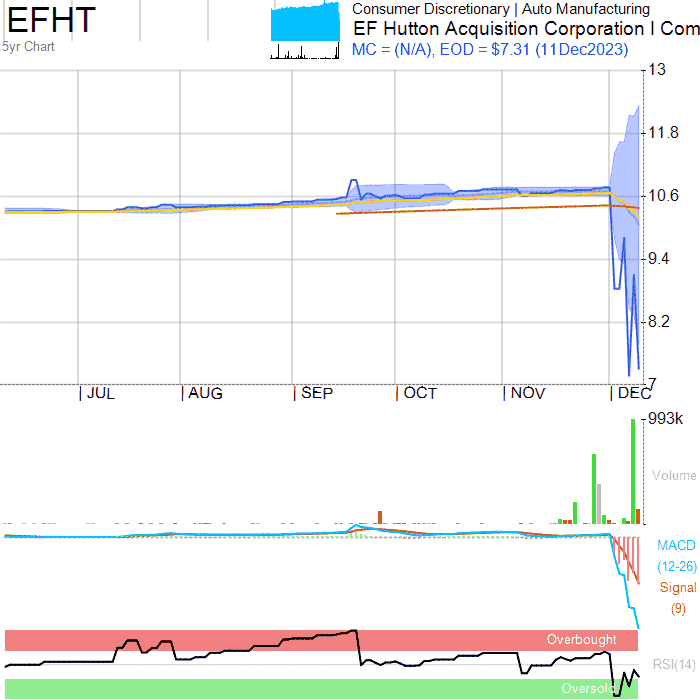 EFHT
Consumer Discretionary | Auto Manufacturing
EF Hutton Acquisition Corporation I Com
5yr Chart
MC = (N/A), EOD = $7.31 (11Dec2023)
13
11.8
10.6
9.4
8.2
7
| JUL | AUG | SEP | OCT | NOV | DEC
993k
Volume
MACD
(12-26)
Signal
(9)
Overbought
RSI(14)
Oversold